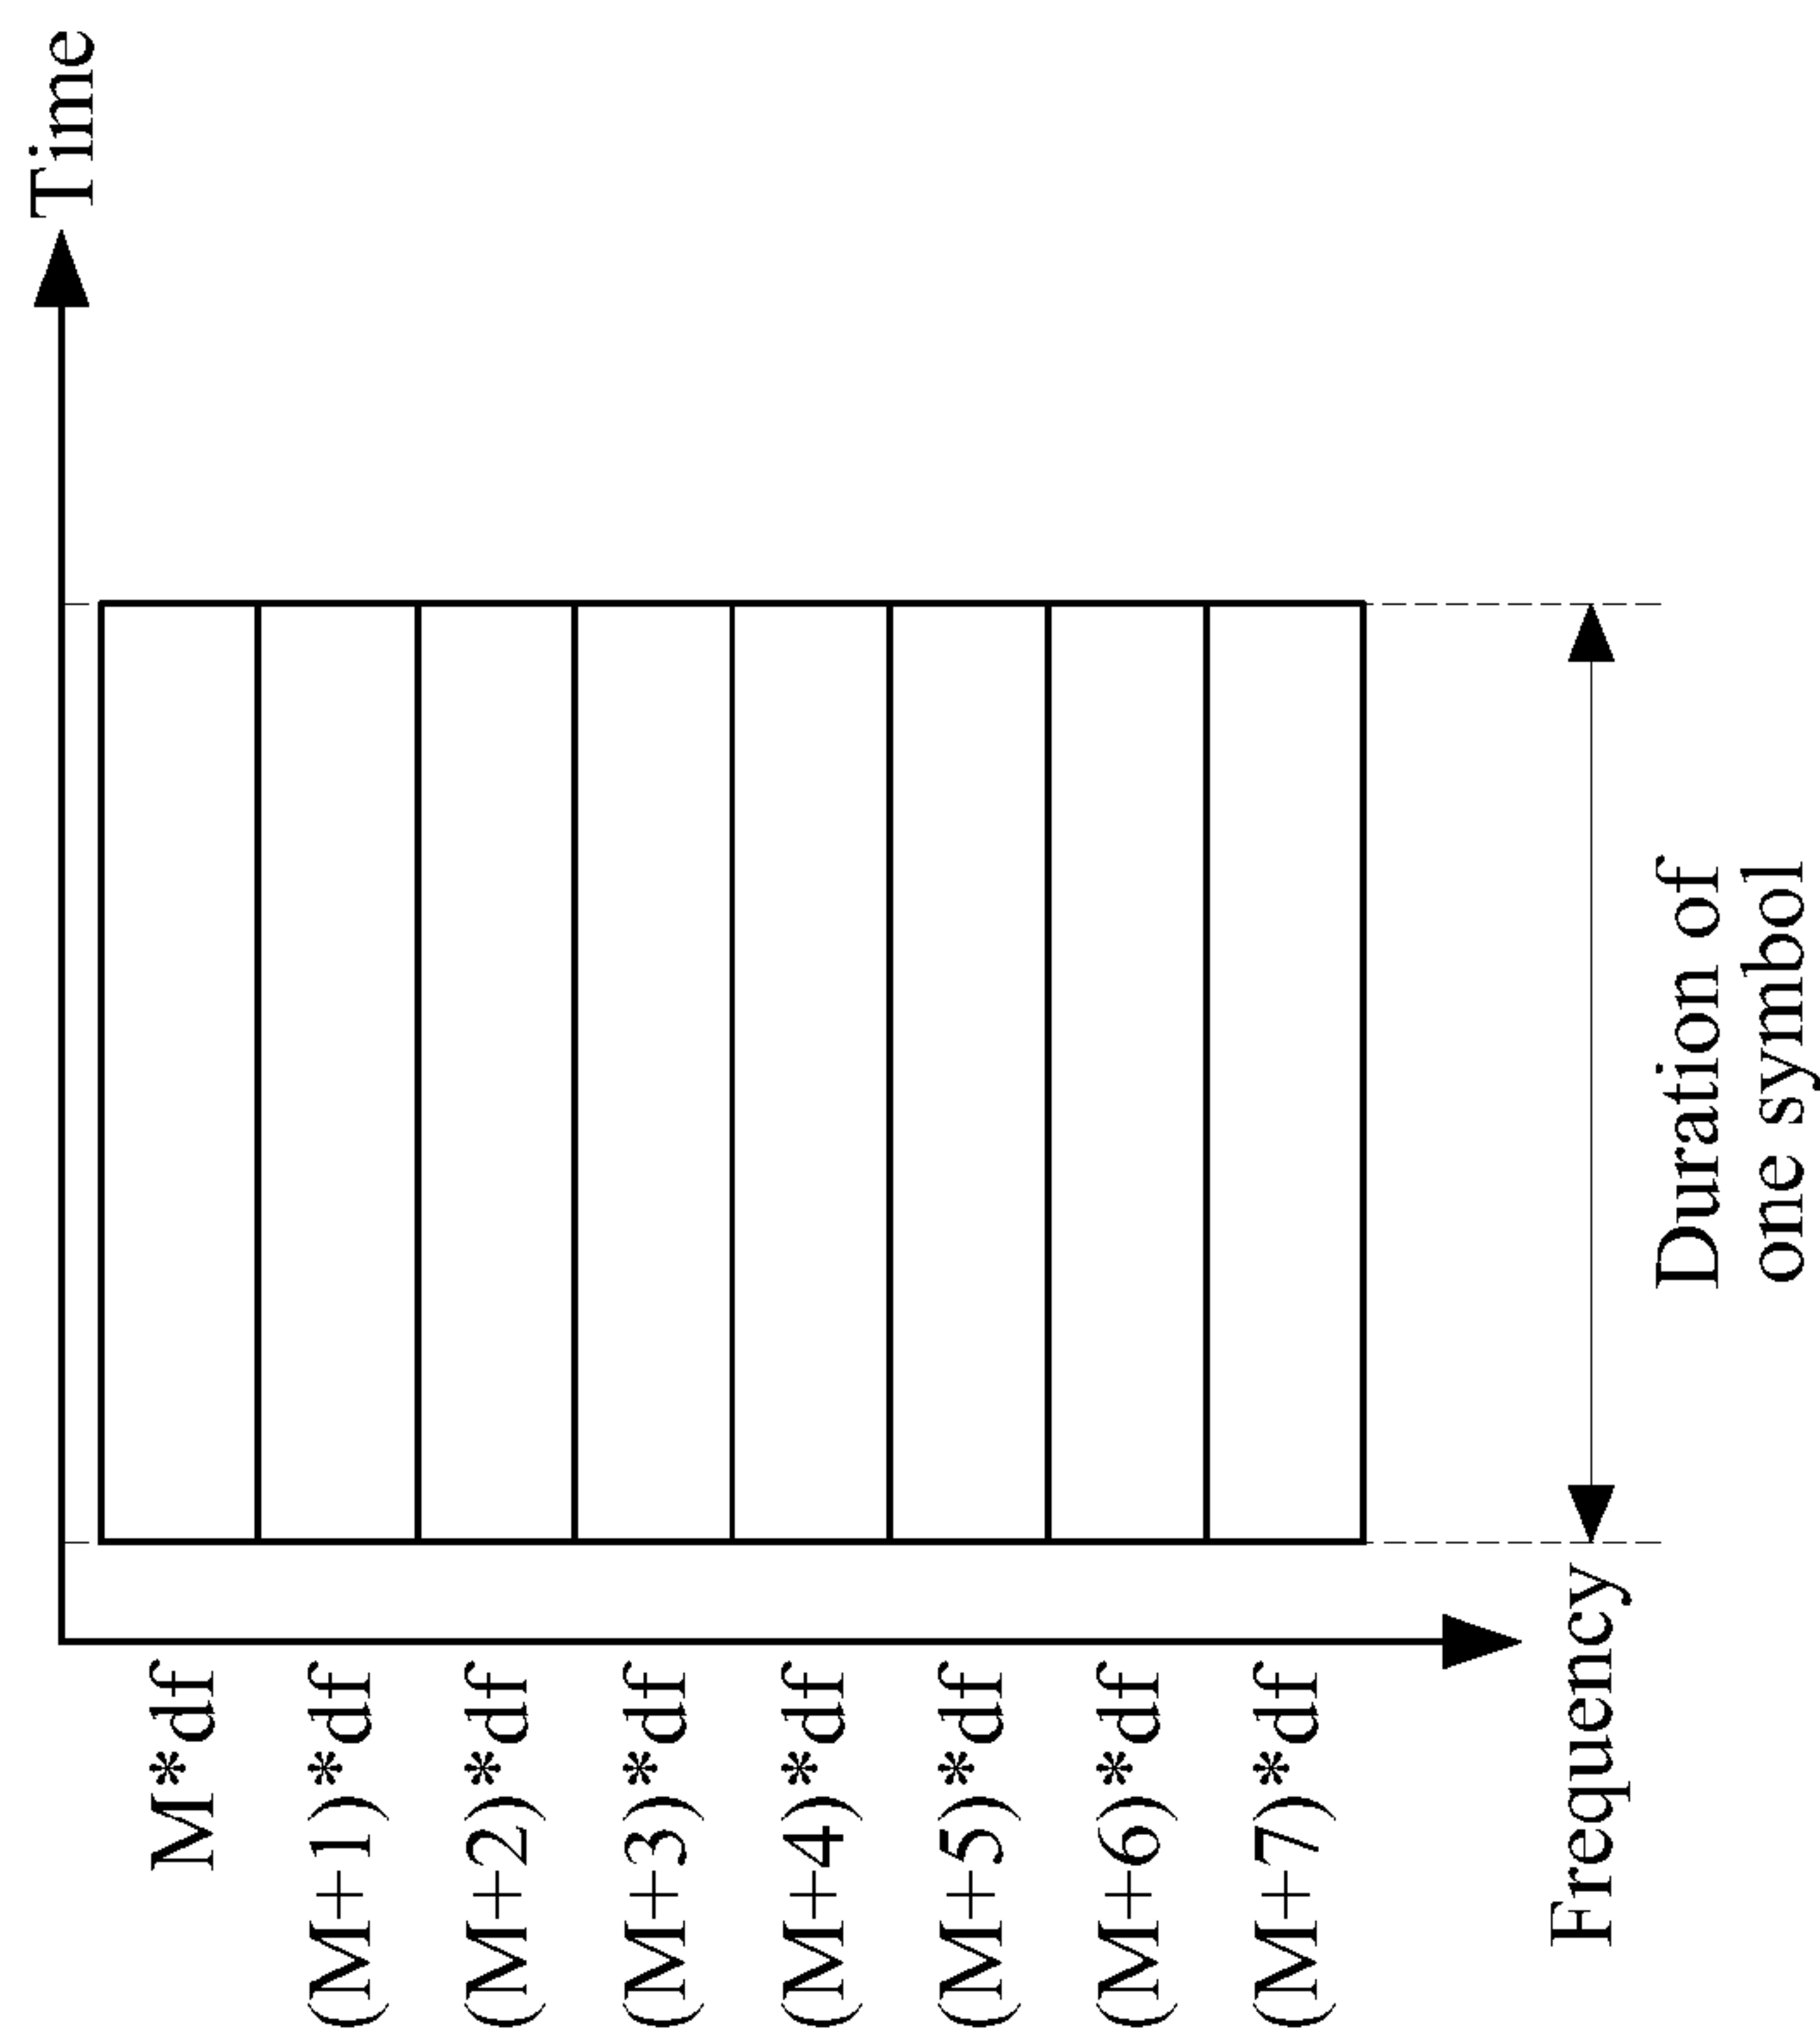 Time
M*df
(M+1)*df
(M+2)*df
(M+3)*df
(M+4)*df
(M+5)*df
(M+6)*df
(M+7)*df
Frequency
Duration of
one symbol